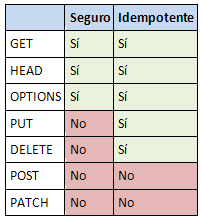 Seguro Idempotente
GET Sí Sí
HEAD Sí Sí
OPTIONS Sí Sí
PUT No Sí
DELETE No Sí
POST No No
PATCH No No